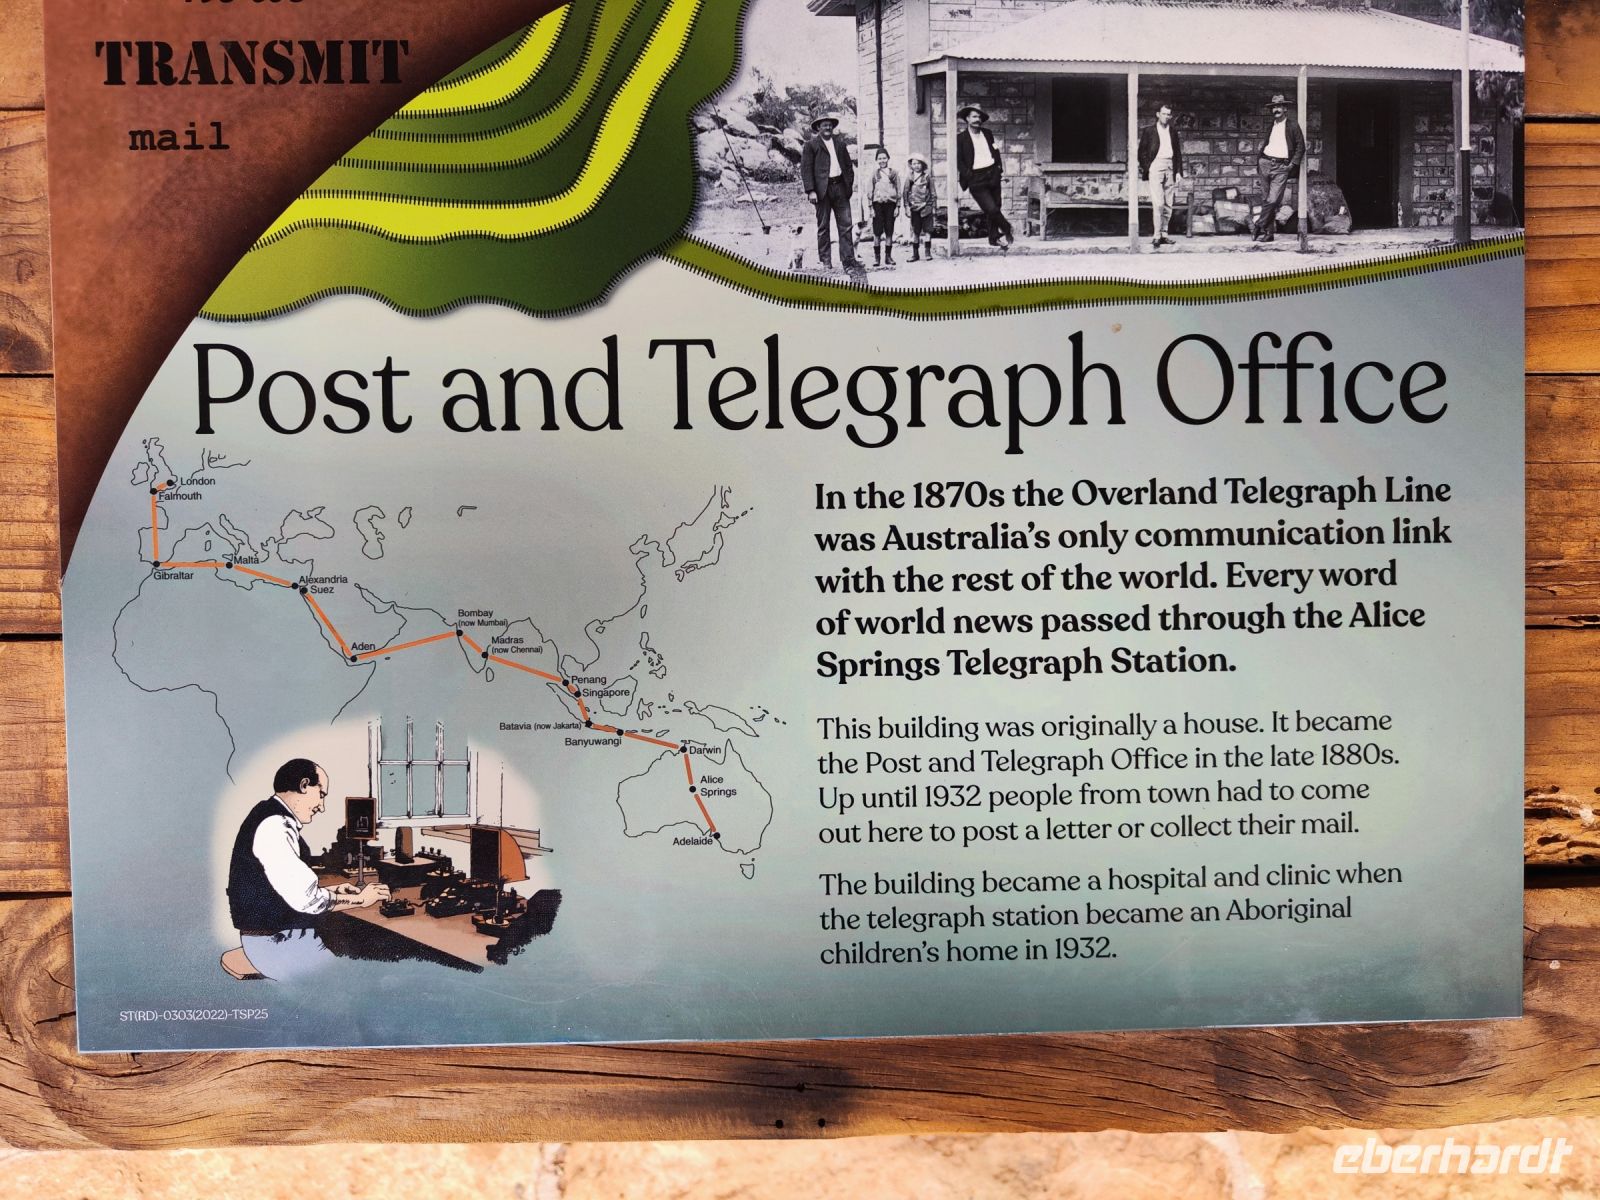 TRANSMIT
mail
Post and Telegraph Office
London
Falmouth
Gibraltar
Malta
Alexandria
Suez
Aden
Bombay
(now Mumbai)
Madras
(now Chennai)
Penang
Singapore
Batavia (now Jakarta)
Banyuwangi
Darwin
Alice
Springs
Adelaide
In the 1870s the Overland Telegraph Line
was Australia's only communication link
with the rest of the world. Every word
of world news passed through the Alice
Springs Telegraph Station.
This building was originally a house. It became
the Post and Telegraph Office in the late 1880s.
Up until 1932 people from town had to come
out here to post a letter or collect their mail.
The building became a hospital and clinic when
the telegraph station became an Aboriginal
children's home in 1932.
ST(RD)-0303(2022)-TSP25
eberhardt